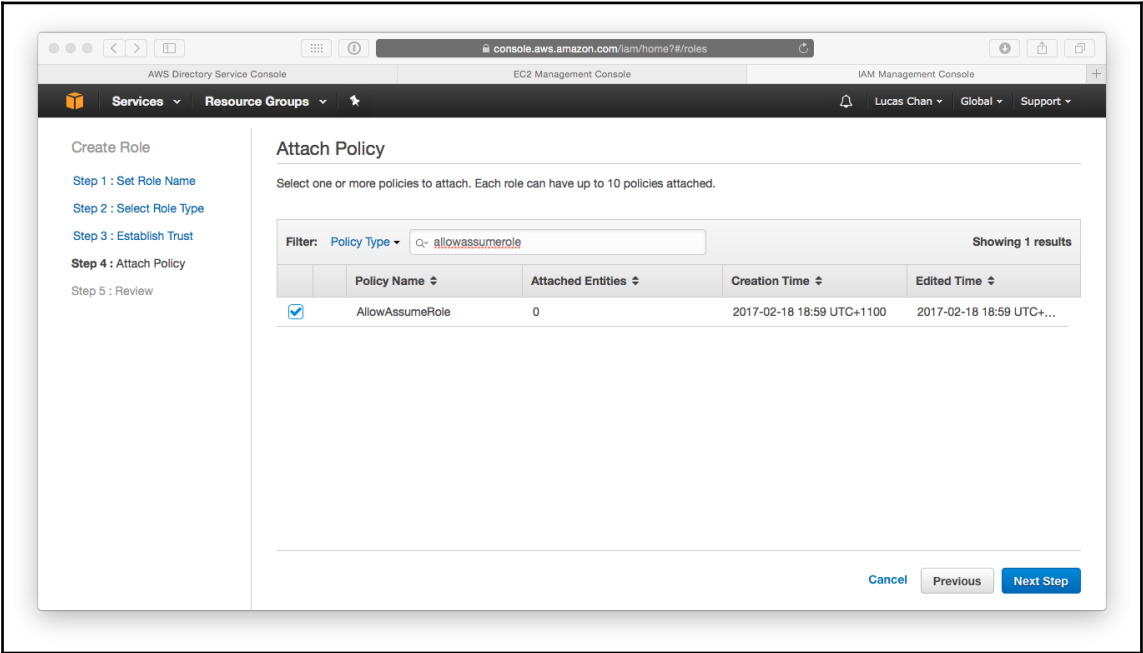 console.aws.amazon.com/iam/home?#/roles
AWS Directory Service Console EC2 Management Console IAM Management Console
Services Resource Groups Lucas Chan Global Support
Create Role
Step 1 : Set Role Name
Step 2 : Select Role Type
Step 3 : Establish Trust
Step 4 : Attach Policy
Step 5 : Review
Attach Policy
Select one or more policies to attach. Each role can have up to 10 policies attached.
Filter: Policy Type allowassumerole Showing 1 results
Policy Name Attached Entities Creation Time Edited Time
AllowAssumeRole 0 2017-02-18 18:59 UTC+1100 2017-02-18 18:59 UTC+...
Cancel Previous Next Step